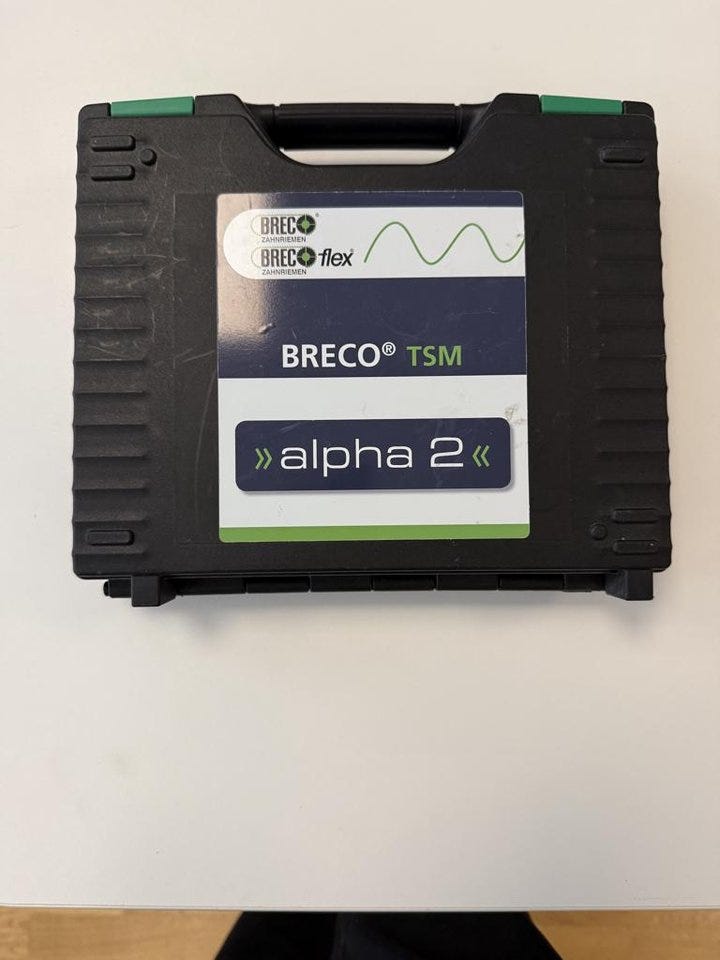 BRECO®
ZAHNRIEMEN
BRECOflex®
ZAHNRIEMEN
BRECO® TSM
»alpha 2«